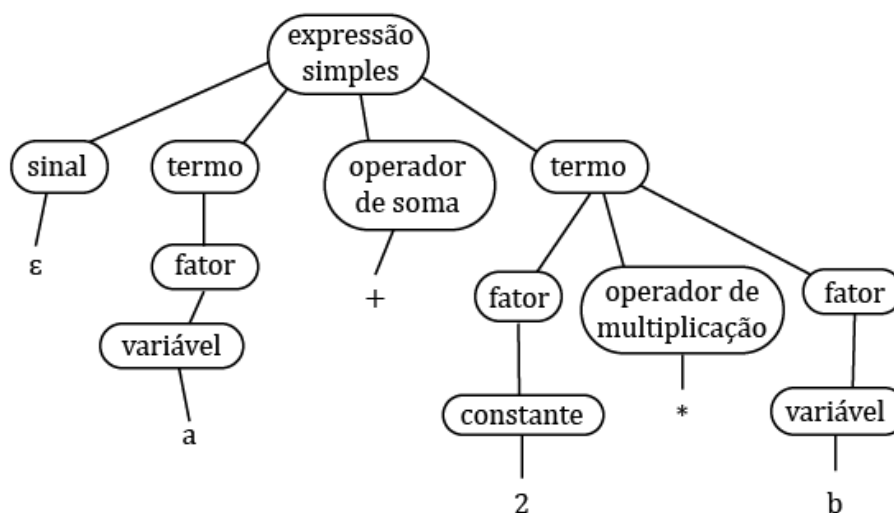 expressão
simples
sinal
termo
operador
de soma
termo
ε
fator
+
fator
operador de
multiplicação
fator
variável
a
constante
*
variável
2
b